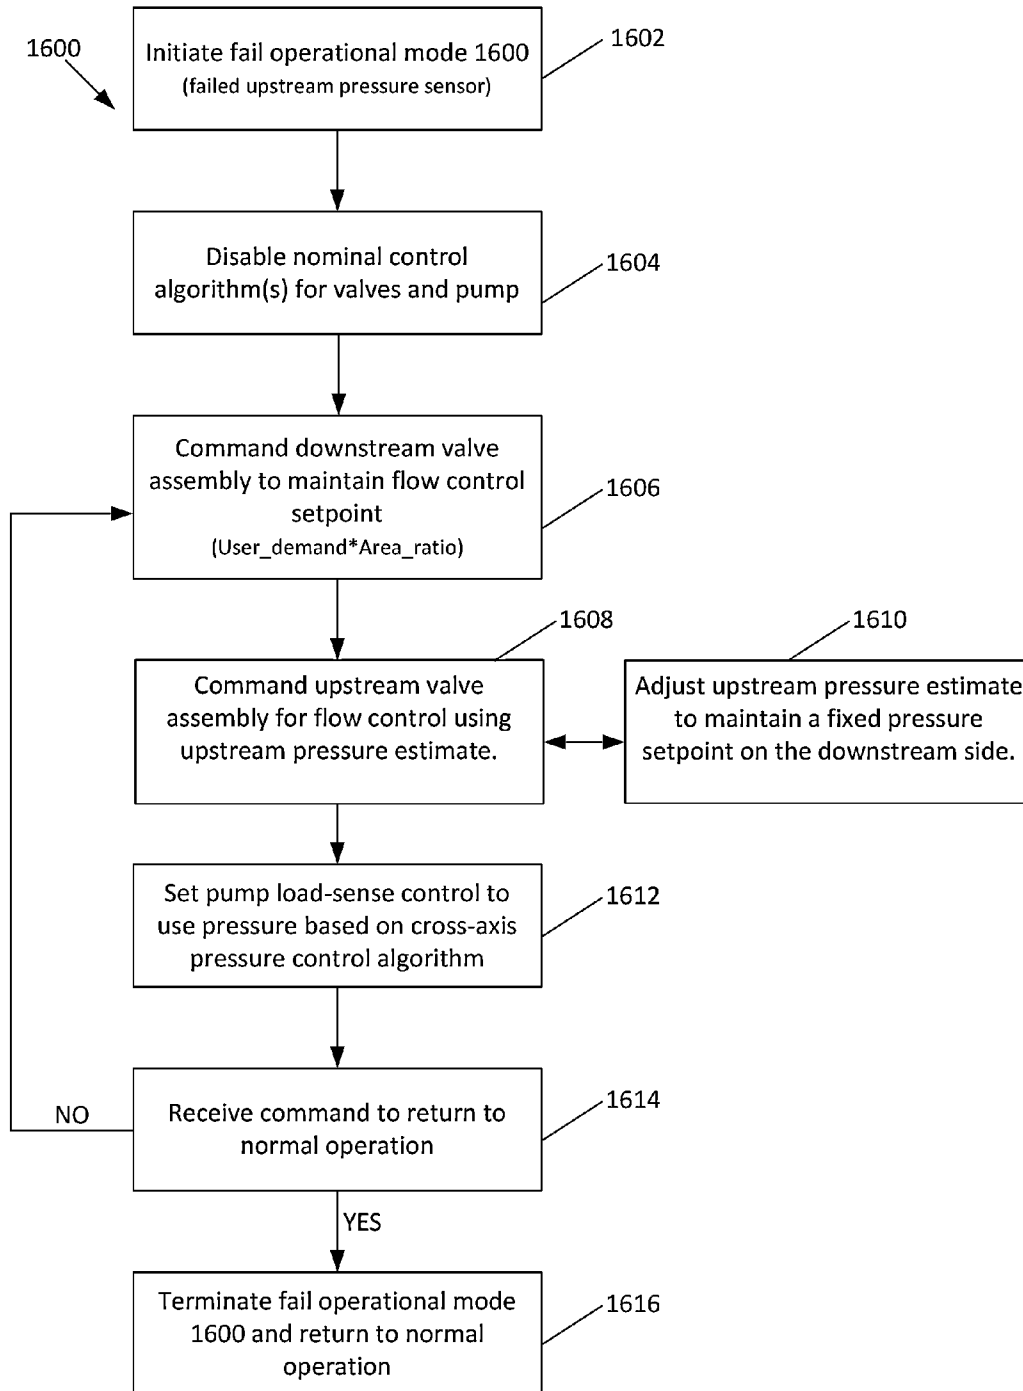 1600
Initiate fail operational mode 1600
(failed upstream pressure sensor)
1602
Disable nominal control
algorithm(s) for valves and pump
1604
Command downstream valve
assembly to maintain flow control
setpoint
(User_demand*Area_ratio)
1606
1608
Command upstream valve
assembly for flow control using
upstream pressure estimate.
1610
Adjust upstream pressure estimate
to maintain a fixed pressure
setpoint on the downstream side.
Set pump load-sense control to
use pressure based on cross-axis
pressure control algorithm
1612
Receive command to return to
normal operation
1614
NO
YES
Terminate fail operational mode
1600 and return to normal
operation
1616